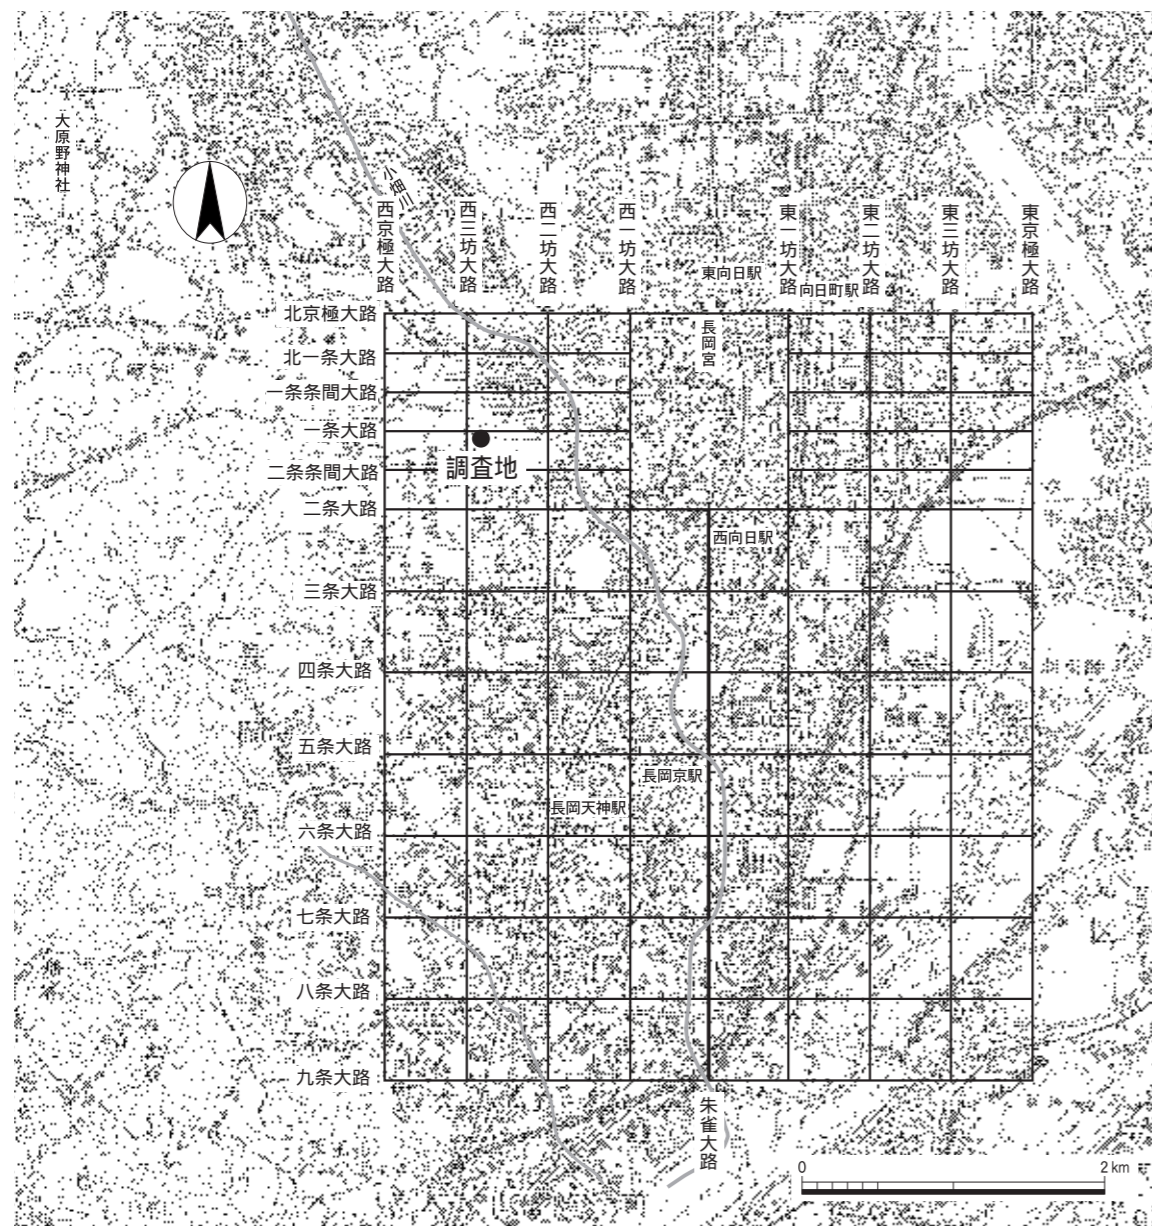 大原野神社
小畑川
西京極大路
西三坊大路
西二坊大路
西一坊大路
東一坊大路
東二坊大路
東三坊大路
東京極大路
東向日駅
向日町駅
北京極大路
長岡宮
北一条大路
一条条間大路
一条大路
調査地
二条条間大路
二条大路
西向日駅
三条大路
四条大路
五条大路
長岡京駅
長岡天神駅
六条大路
七条大路
八条大路
九条大路
朱雀大路
0
2km